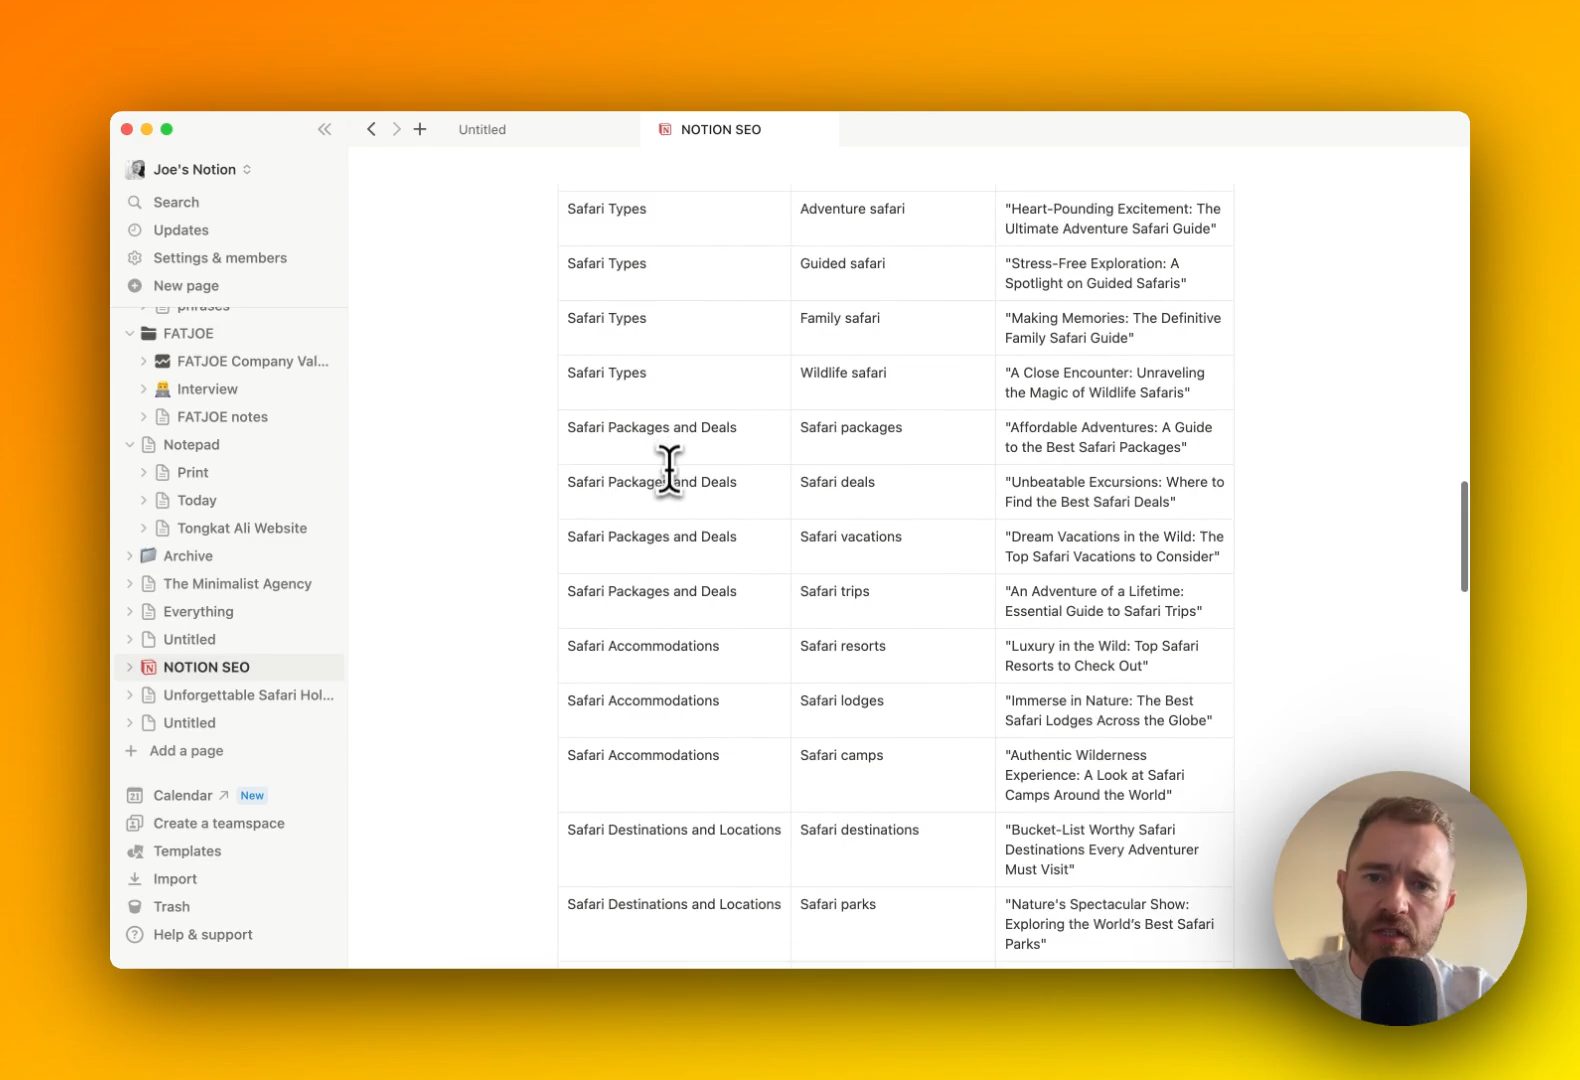 Untitled
NOTION SEO
Joe's Notion
Search
Updates
Settings & members
New page
phrases
FATJOE
FATJOE Company Val...
Interview
FATJOE notes
Notepad
Print
Today
Tongkat Ali Website
Archive
The Minimalist Agency
Everything
Untitled
NOTION SEO
Unforgettable Safari Hol...
Untitled
Add a page
21 Calendar ↗ New
Create a teamspace
Templates
Import
Trash
Help & support
Safari Types
Adventure safari
"Heart-Pounding Excitement: The
Ultimate Adventure Safari Guide"
Safari Types
Guided safari
"Stress-Free Exploration: A
Spotlight on Guided Safaris"
Safari Types
Family safari
"Making Memories: The Definitive
Family Safari Guide"
Safari Types
Wildlife safari
"A Close Encounter: Unraveling
the Magic of Wildlife Safaris"
Safari Packages and Deals
Safari packages
"Affordable Adventures: A Guide
to the Best Safari Packages"
Safari Packages and Deals
Safari deals
"Unbeatable Excursions: Where to
Find the Best Safari Deals"
Safari Packages and Deals
Safari vacations
"Dream Vacations in the Wild: The
Top Safari Vacations to Consider"
Safari Packages and Deals
Safari trips
"An Adventure of a Lifetime:
Essential Guide to Safari Trips"
Safari Accommodations
Safari resorts
"Luxury in the Wild: Top Safari
Resorts to Check Out"
Safari Accommodations
Safari lodges
"Immerse in Nature: The Best
Safari Lodges Across the Globe"
Safari Accommodations
Safari camps
"Authentic Wilderness
Experience: A Look at Safari
Camps Around the World"
Safari Destinations and Locations
Safari destinations
"Bucket-List Worthy Safari
Destinations Every Adventurer
Must Visit"
Safari Destinations and Locations
Safari parks
"Nature's Spectacular Show:
Exploring the World's Best Safari
Parks"